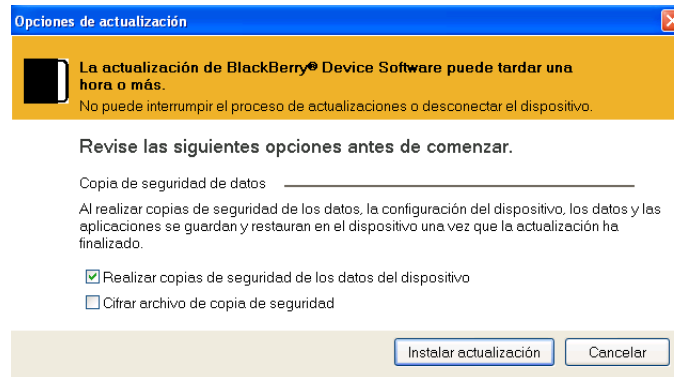 Opciones de actualización
La actualización de BlackBerry® Device Software puede tardar una
hora o más.
No puede interrumpir el proceso de actualizaciones o desconectar el dispositivo.
Revise las siguientes opciones antes de comenzar.
Copia de seguridad de datos
Al realizar copias de seguridad de los datos, la configuración del dispositivo, los datos y las
aplicaciones se guardan y restauran en el dispositivo una vez que la actualización ha
finalizado.
Realizar copias de seguridad de los datos del dispositivo
Cifrar archivo de copia de seguridad
Instalar actualización Cancelar